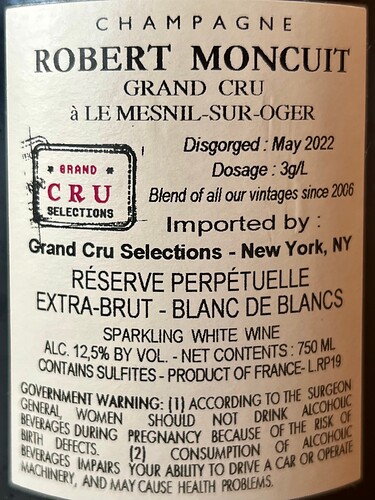 CHAMPAGNE
ROBERT MONCUIT
GRAND CRU
à LE MESNIL-SUR-OGER
Disgorged : May 2022
Dosage : 3g/L
Blend of all our vintages since 2006
* GRAND *
CRU
SELECTIONS
Imported by :
Grand Cru Selections - New York, NY
RÉSERVE PERPÉTUELLE
EXTRA-BRUT - BLANC DE BLANCS
SPARKLING WHITE WINE
ALC. 12,5% BY VOL. - NET CONTENTS : 750 ML
CONTAINS SULFITES - PRODUCT OF FRANCE- L.RP19
GOVERNMENT WARNING: (1) ACCORDING TO THE SURGEON
GENERAL, WOMEN SHOULD NOT DRINK ALCOHOLIC
BEVERAGES DURING PREGNANCY BECAUSE OF THE RISK OF
BIRTH DEFECTS. (2) CONSUMPTION OF ALCOHOLIC
BEVERAGES IMPAIRS YOUR ABILITY TO DRIVE A CAR OR OPERATE
MACHINERY, AND MAY CAUSE HEALTH PROBLEMS.